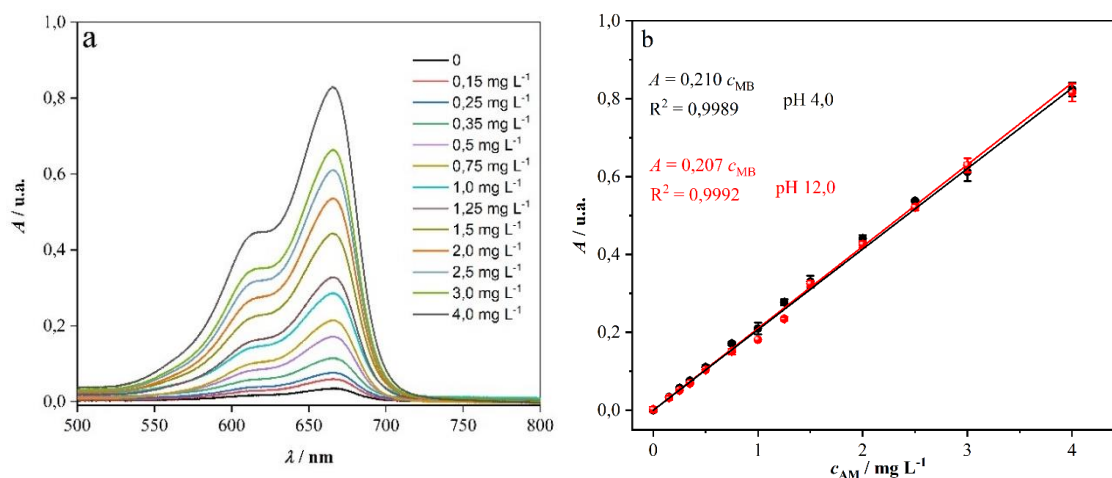 a
1,0
0,8
0,6
0,4
0,2
0,0
A / u.a.
500
550
600
650
700
750
800
λ / nm
0
0,15 mg L⁻¹
0,25 mg L⁻¹
0,35 mg L⁻¹
0,5 mg L⁻¹
0,75 mg L⁻¹
1,0 mg L⁻¹
1,25 mg L⁻¹
1,5 mg L⁻¹
2,0 mg L⁻¹
2,5 mg L⁻¹
3,0 mg L⁻¹
4,0 mg L⁻¹
b
1,0
0,8
0,6
0,4
0,2
0,0
A / u.a.
A = 0,210 c_MB
R² = 0,9989
pH 4,0
A = 0,207 c_MB
R² = 0,9992
pH 12,0
0
1
2
3
4
c_AM / mg L⁻¹